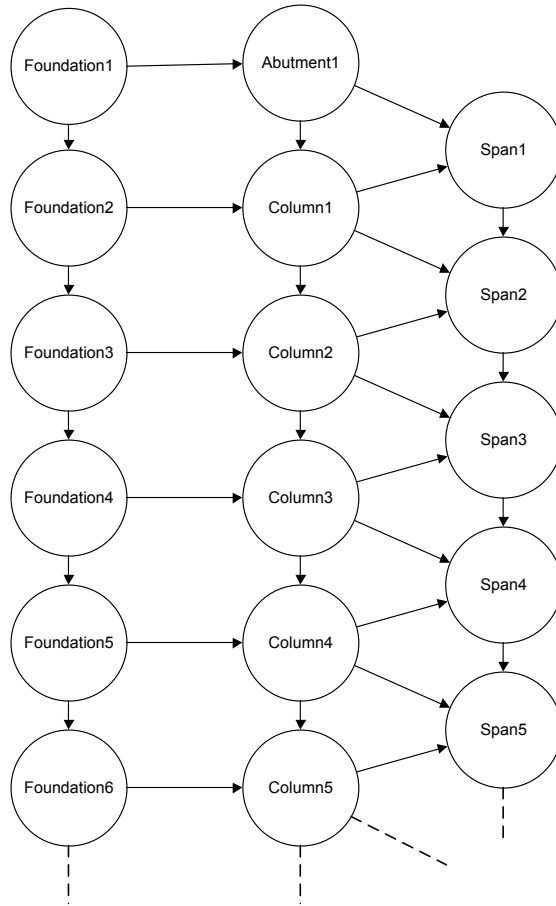 Foundation1
Abutment1
Span1
Foundation2
Column1
Span2
Foundation3
Column2
Span3
Foundation4
Column3
Span4
Foundation5
Column4
Span5
Foundation6
Column5